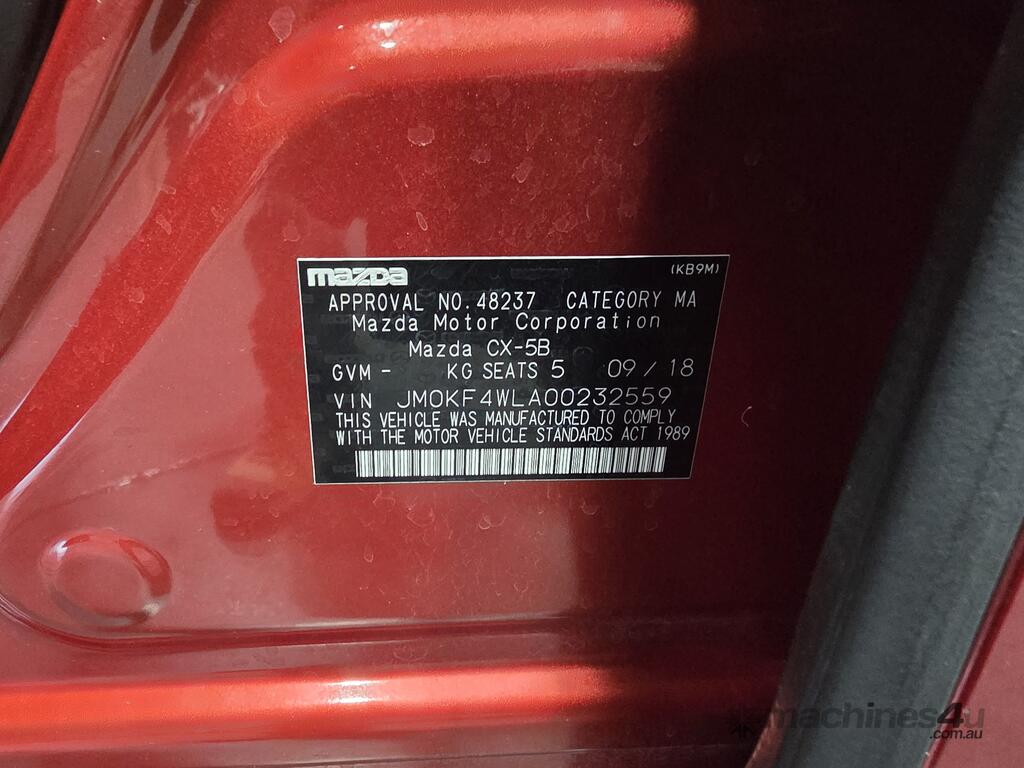 mazda (KB9M)
APPROVAL NO.48237 CATEGORY MA
Mazda Motor Corporation
Mazda CX-5B
GVM - KG SEATS 5 09/18
VIN JM0KF4WLA00232559
THIS VEHICLE WAS MANUFACTURED TO COMPLY
WITH THE MOTOR VEHICLE STANDARDS ACT 1989
machines4u
.com.au